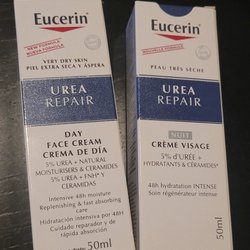 Eucerin
NEW FORMULA
NUEVA FÓRMULA
VERY DRY SKIN
PIEL EXTRA SECA Y ÁSPERA
UREA
REPAIR
DAY
FACE CREAM
CREMA DE DÍA
5% UREA + NATURAL
MOISTURISERS & CERAMIDES
5% UREA + FNH* Y
CERAMIDAS
Intensive 48h moisture
Replenishing & fast absorbing
care
Hidratación intensiva por 48H
Cuidado reparador y de
rápida absorción
50ml
Eucerin
NOUVELLE FORMULE
PEAU TRÈS SÈCHE
UREA
REPAIR
NUIT
CRÈME VISAGE
5% d'URÉE +
HYDRATANTS & CÉRAMIDES*
48h hydratation INTENSE
Soin régénérateur intense
50ml